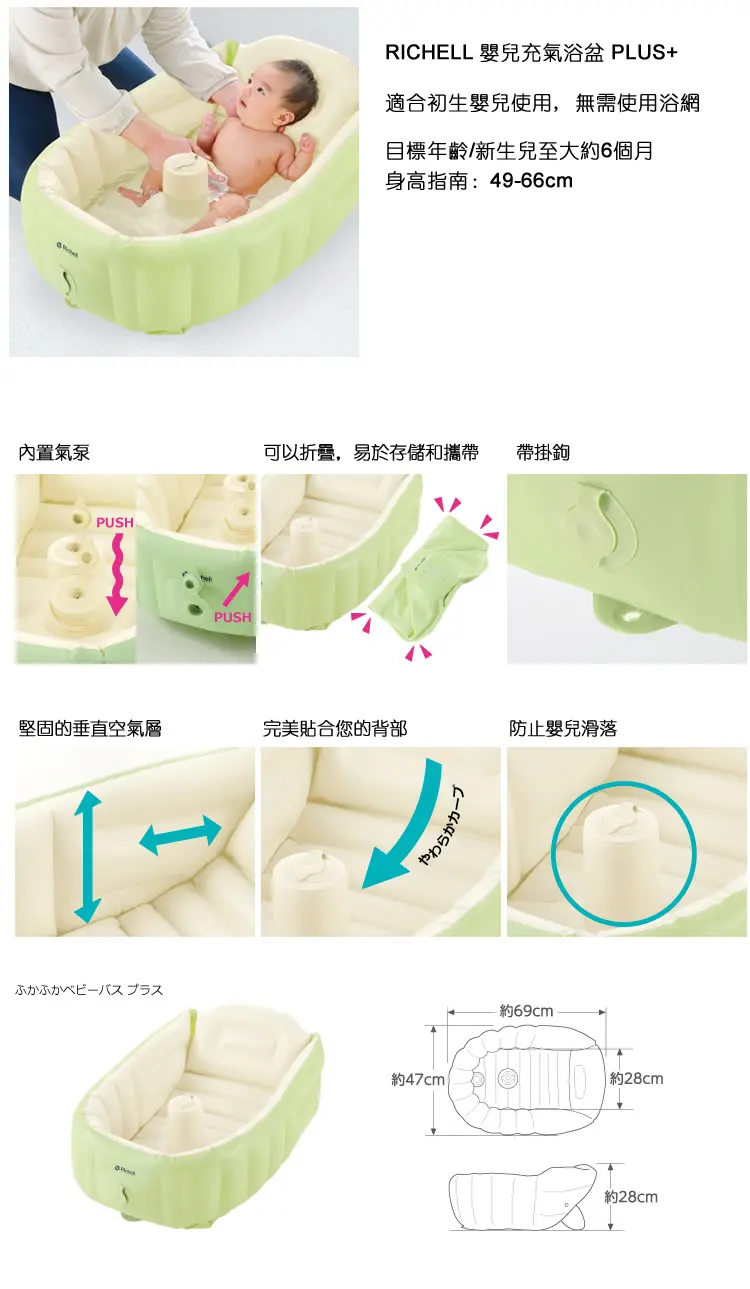 RICHELL 嬰兒充氣浴盆 PLUS+
適合初生嬰兒使用，無需使用浴網
目標年齡/新生兒至大約6個月
身高指南：49-66cm
Richell
內置氣泵
可以折疊，易於存儲和攜帶
帶掛鉤
PUSH
PUSH
堅固的垂直空氣層
完美貼合您的背部
防止嬰兒滑落
やわらかカーブ
ふかふかベビーバス プラス
約69cm
約47cm
約28cm
Richell
約28cm